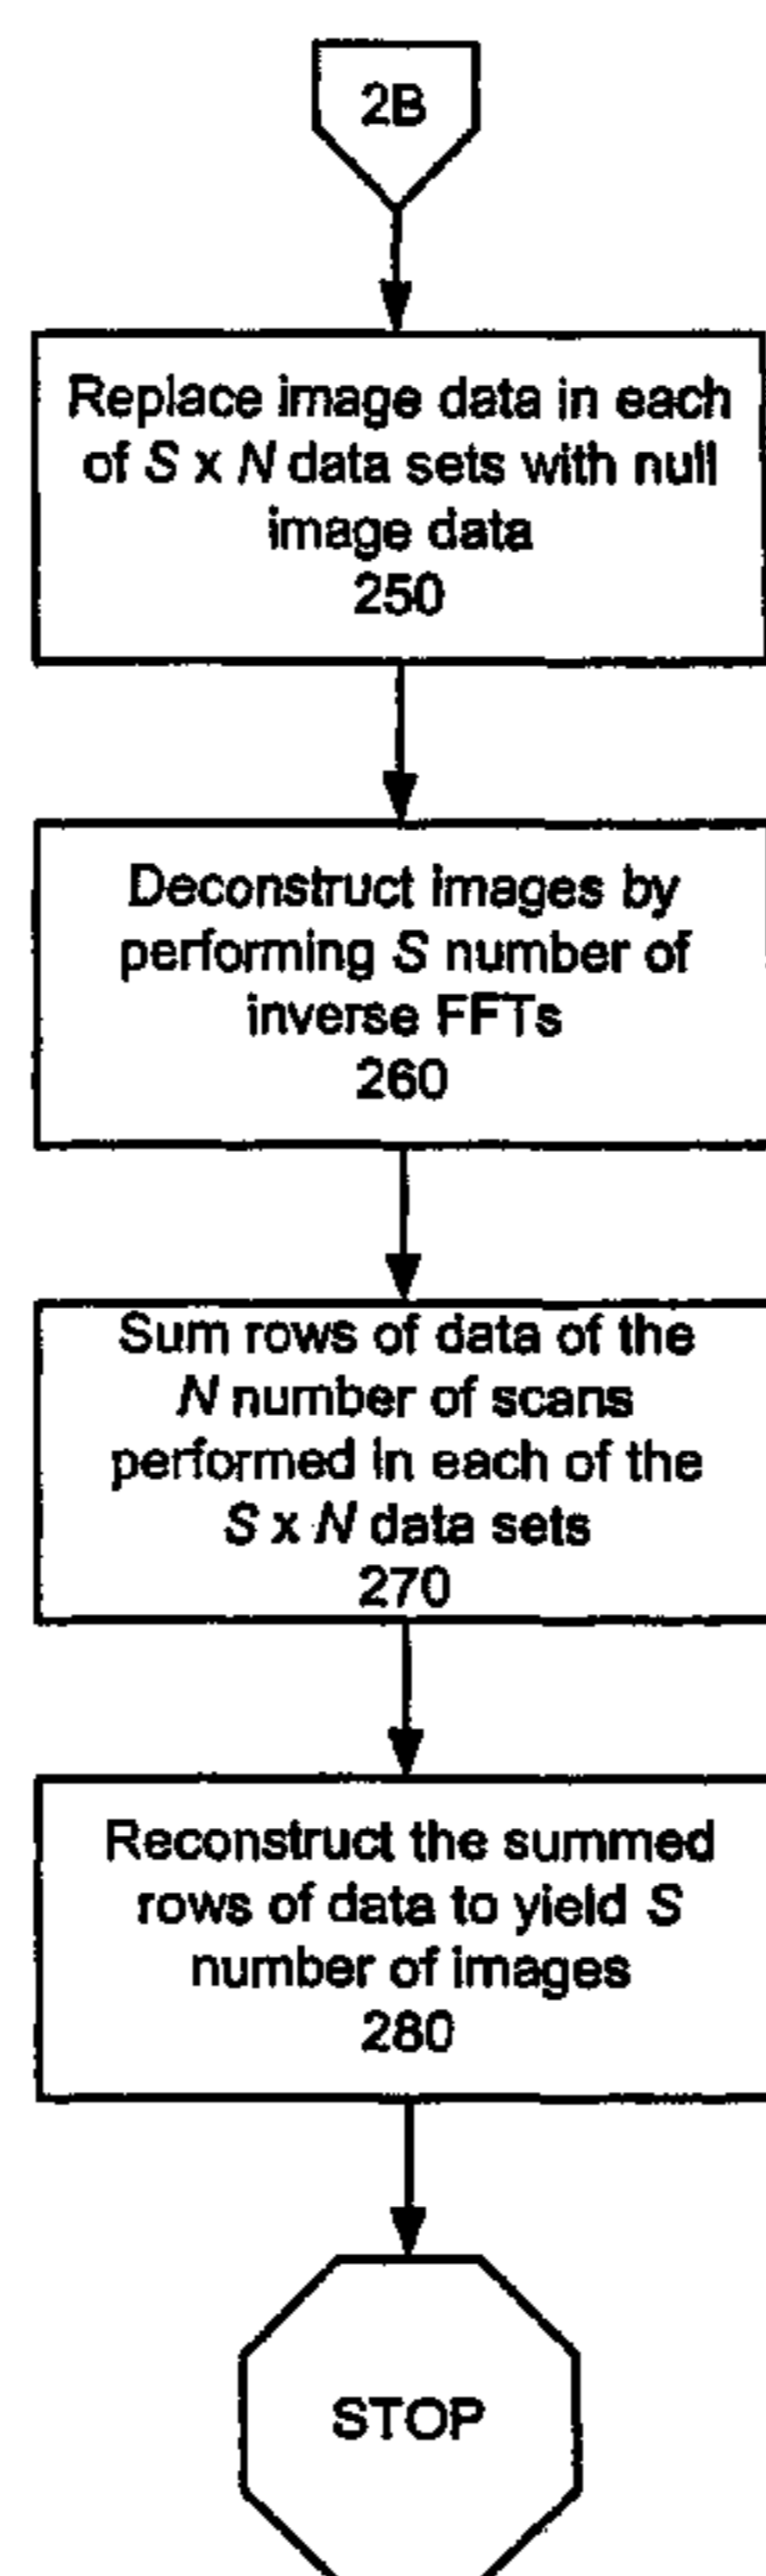 2B
Replace image data in each
of S x N data sets with null
image data
250
Deconstruct images by
performing S number of
inverse FFTs
260
Sum rows of data of the
N number of scans
performed in each of the
S x N data sets
270
Reconstruct the summed
rows of data to yield S
number of images
280
STOP